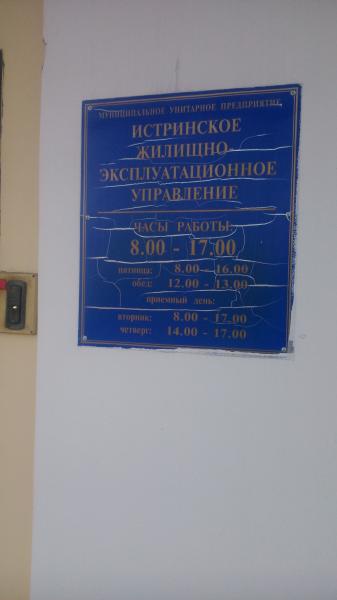 МУНИЦИПАЛЬНОЕ УНИТАРНОЕ ПРЕДПРИЯТИЕ
ИСТРИНСКОЕ
ЖИЛИЩНО-
ЭКСПЛУАТАЦИОННОЕ
УПРАВЛЕНИЕ
ЧАСЫ РАБОТЫ:
8.00 - 17.00
пятница: 8.00 - 16.00
обед: 12.00 - 13.00
приемный день:
вторник: 8.00 - 17.00
четверг: 14.00 - 17.00